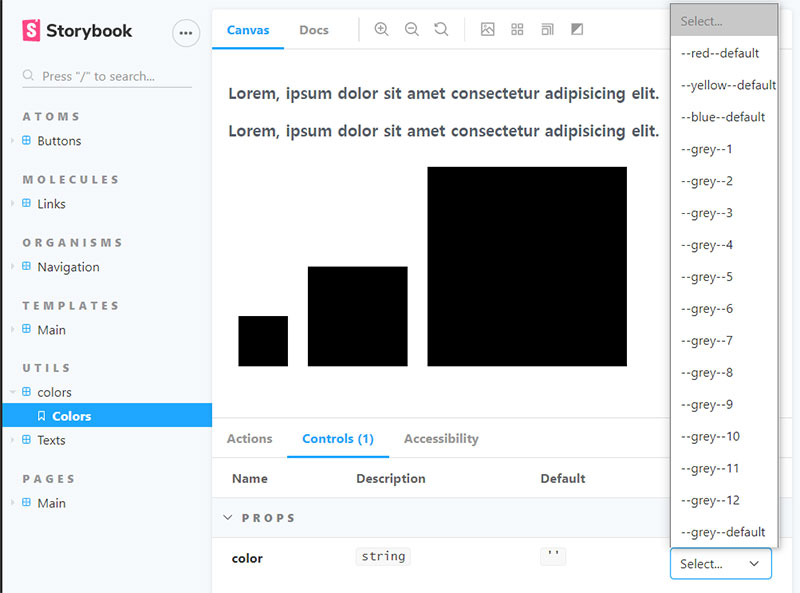 Storybook
Press "/" to search...
ATOMS
Buttons
MOLECULES
Links
ORGANISMS
Navigation
TEMPLATES
Main
UTILS
colors
Colors
Texts
PAGES
Main
Canvas Docs
Lorem, ipsum dolor sit amet consectetur adipisicing elit.
Lorem, ipsum dolor sit amet consectetur adipisicing elit.
Actions Controls (1) Accessibility
Name Description Default
PROPS
color string ''
Select...
--red--default
--yellow--default
--blue--default
--grey--1
--grey--2
--grey--3
--grey--4
--grey--5
--grey--6
--grey--7
--grey--8
--grey--9
--grey--10
--grey--11
--grey--12
--grey--default
Select...